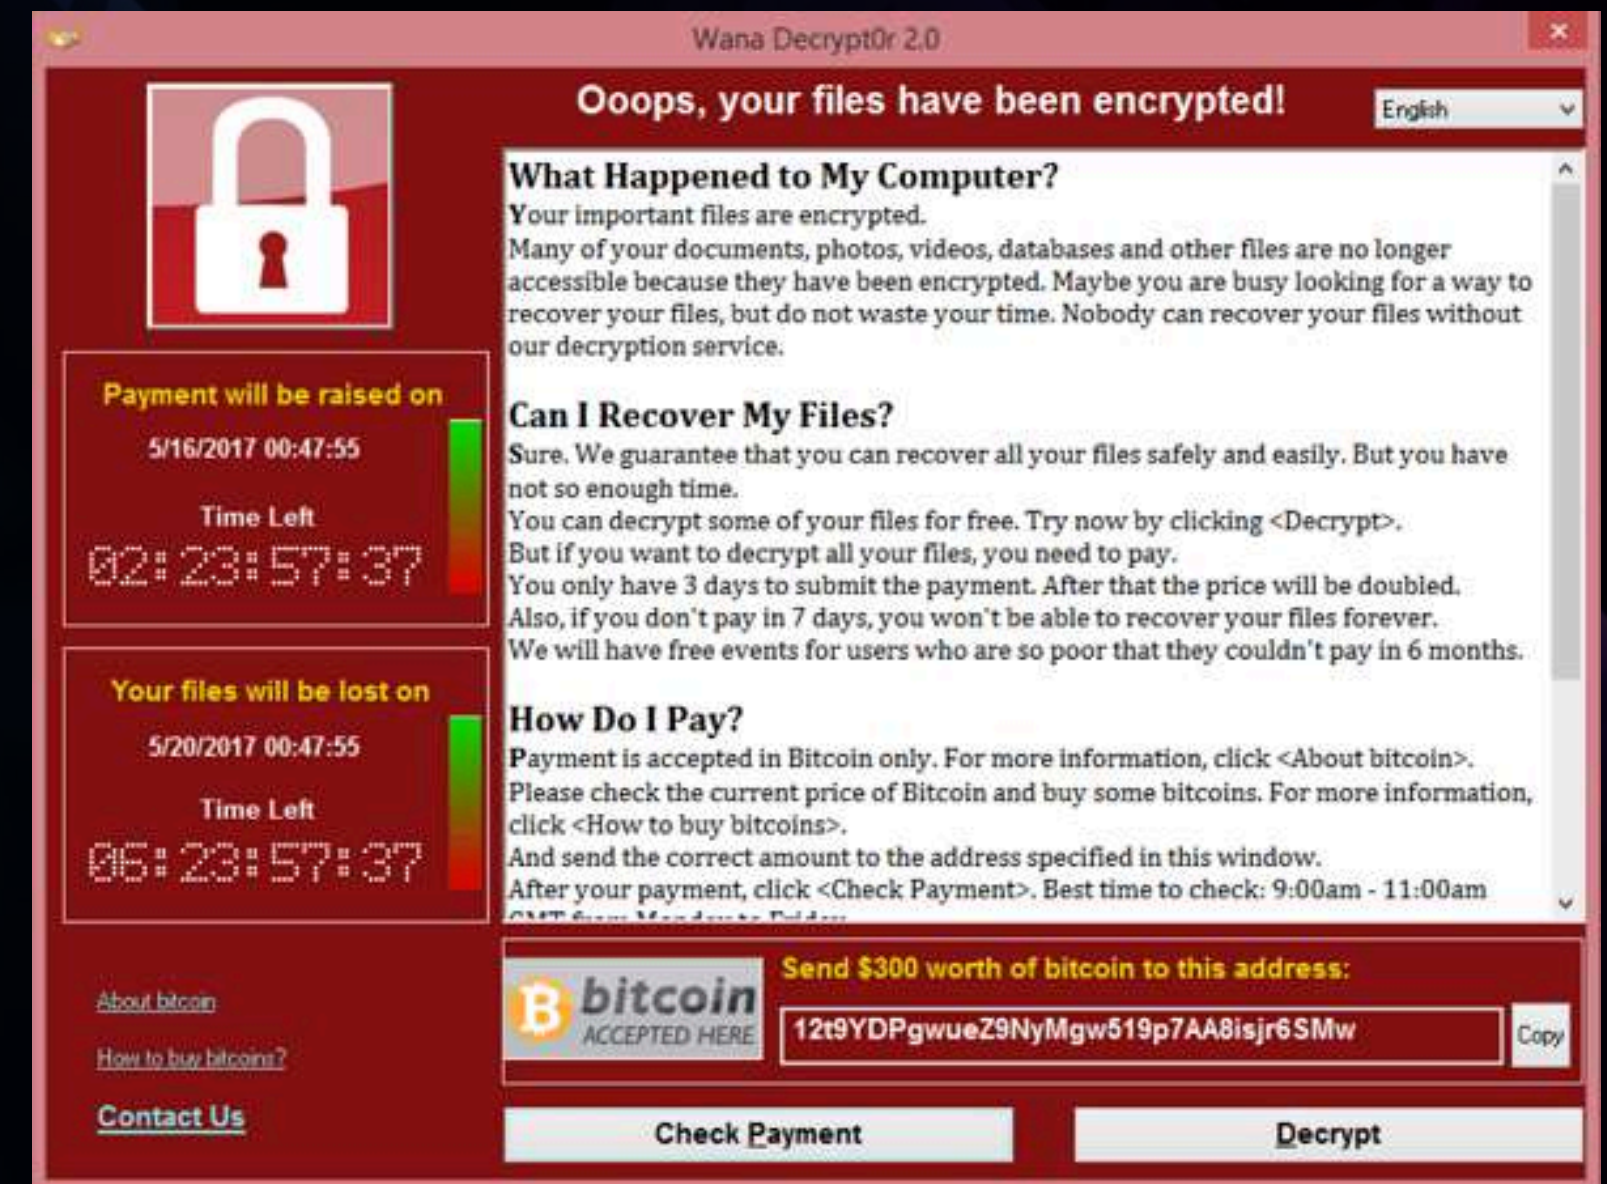 Wana Decrypt0r 2.0
Ooops, your files have been encrypted!
English
What Happened to My Computer?
Your important files are encrypted.
Many of your documents, photos, videos, databases and other files are no longer
accessible because they have been encrypted. Maybe you are busy looking for a way to
recover your files, but do not waste your time. Nobody can recover your files without
our decryption service.
Can I Recover My Files?
Sure. We guarantee that you can recover all your files safely and easily. But you have
not so enough time.
You can decrypt some of your files for free. Try now by clicking <Decrypt>.
But if you want to decrypt all your files, you need to pay.
You only have 3 days to submit the payment. After that the price will be doubled.
Also, if you don't pay in 7 days, you won't be able to recover your files forever.
We will have free events for users who are so poor that they couldn't pay in 6 months.
How Do I Pay?
Payment is accepted in Bitcoin only. For more information, click <About bitcoin>.
Please check the current price of Bitcoin and buy some bitcoins. For more information,
click <How to buy bitcoins>.
And send the correct amount to the address specified in this window.
After your payment, click <Check Payment>. Best time to check: 9:00am - 11:00am
GMT from Monday to Friday
Payment will be raised on
5/16/2017 00:47:55
Time Left
02:23:57:37
Your files will be lost on
5/20/2017 00:47:55
Time Left
06:23:57:37
About bitcoin
How to buy bitcoins?
Contact Us
bitcoin
ACCEPTED HERE
Send $300 worth of bitcoin to this address:
12t9YDPgwueZ9NyMgw519p7AA8isjr6SMw
Copy
Check Payment
Decrypt